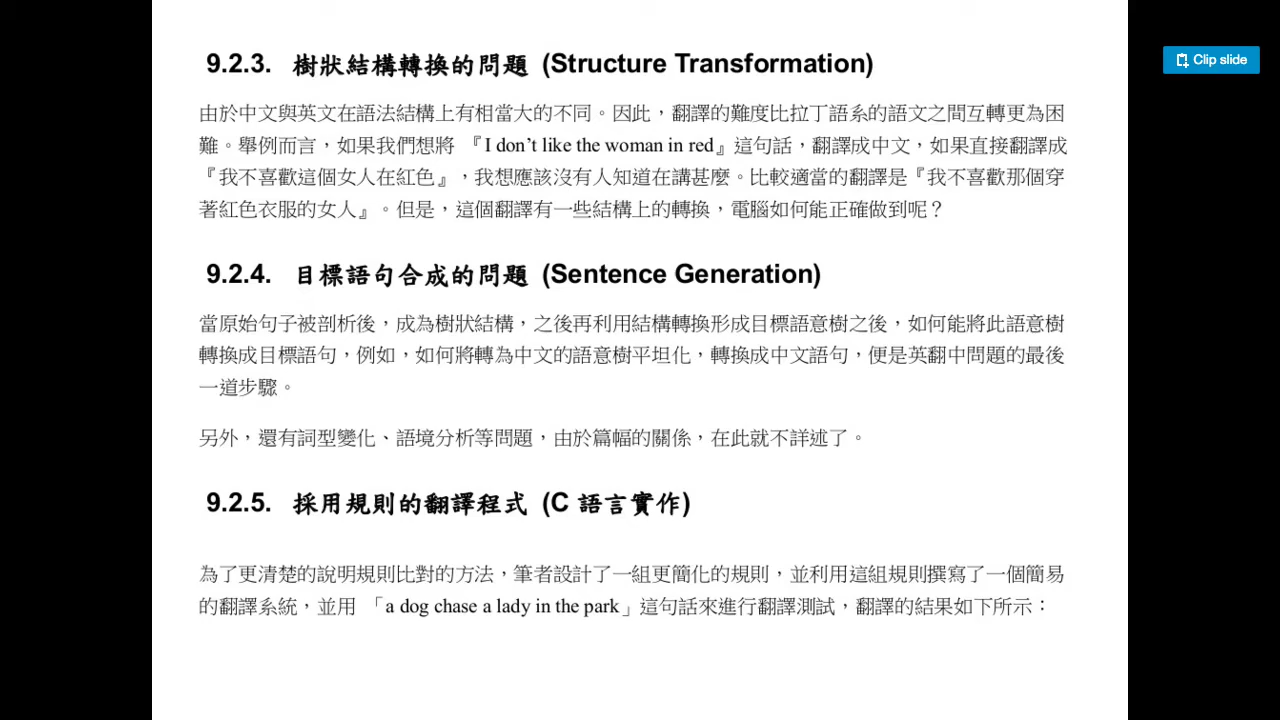 Clip slide
9.2.3. 樹狀結構轉換的問題 (Structure Transformation)
由於中文與英文在語法結構上有相當大的不同。因此，翻譯的難度比拉丁語系的語文之間互轉更為困
難。舉例而言，如果我們想將 『I don’t like the woman in red』這句話，翻譯成中文，如果直接翻譯成
『我不喜歡這個女人在紅色』，我想應該沒有人知道在講甚麼。比較適當的翻譯是『我不喜歡那個穿
著紅色衣服的女人』。但是，這個翻譯有一些結構上的轉換，電腦如何能正確做到呢？
9.2.4. 目標語句合成的問題 (Sentence Generation)
當原始句子被剖析後，成為樹狀結構，之後再利用結構轉換形成目標語意樹之後，如何能將此語意樹
轉換成目標語句，例如，如何將轉為中文的語意樹平坦化，轉換成中文語句，便是英翻中問題的最後
一道步驟。
另外，還有詞型變化、語境分析等問題，由於篇幅的關係，在此就不詳述了。
9.2.5. 採用規則的翻譯程式 (C 語言實作)
為了更清楚的說明規則比對的方法，筆者設計了一組更簡化的規則，並利用這組規則撰寫了一個簡易
的翻譯系統，並用 「a dog chase a lady in the park」這句話來進行翻譯測試，翻譯的結果如下所示：